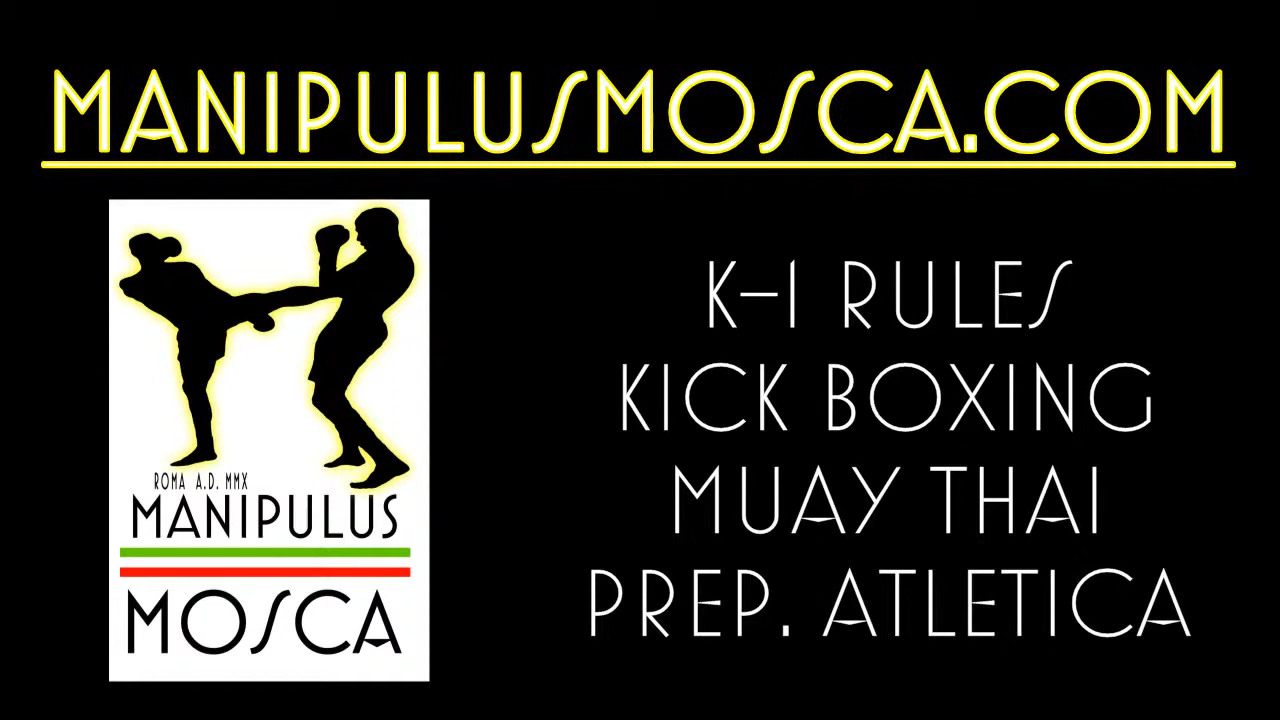 MANIPULUSMOSCA.COM
ROMA A.D. MMX
MANIPULUS
MOSCA
K-1 RULES
KICK BOXING
MUAY THAI
PREP. ATLETICA